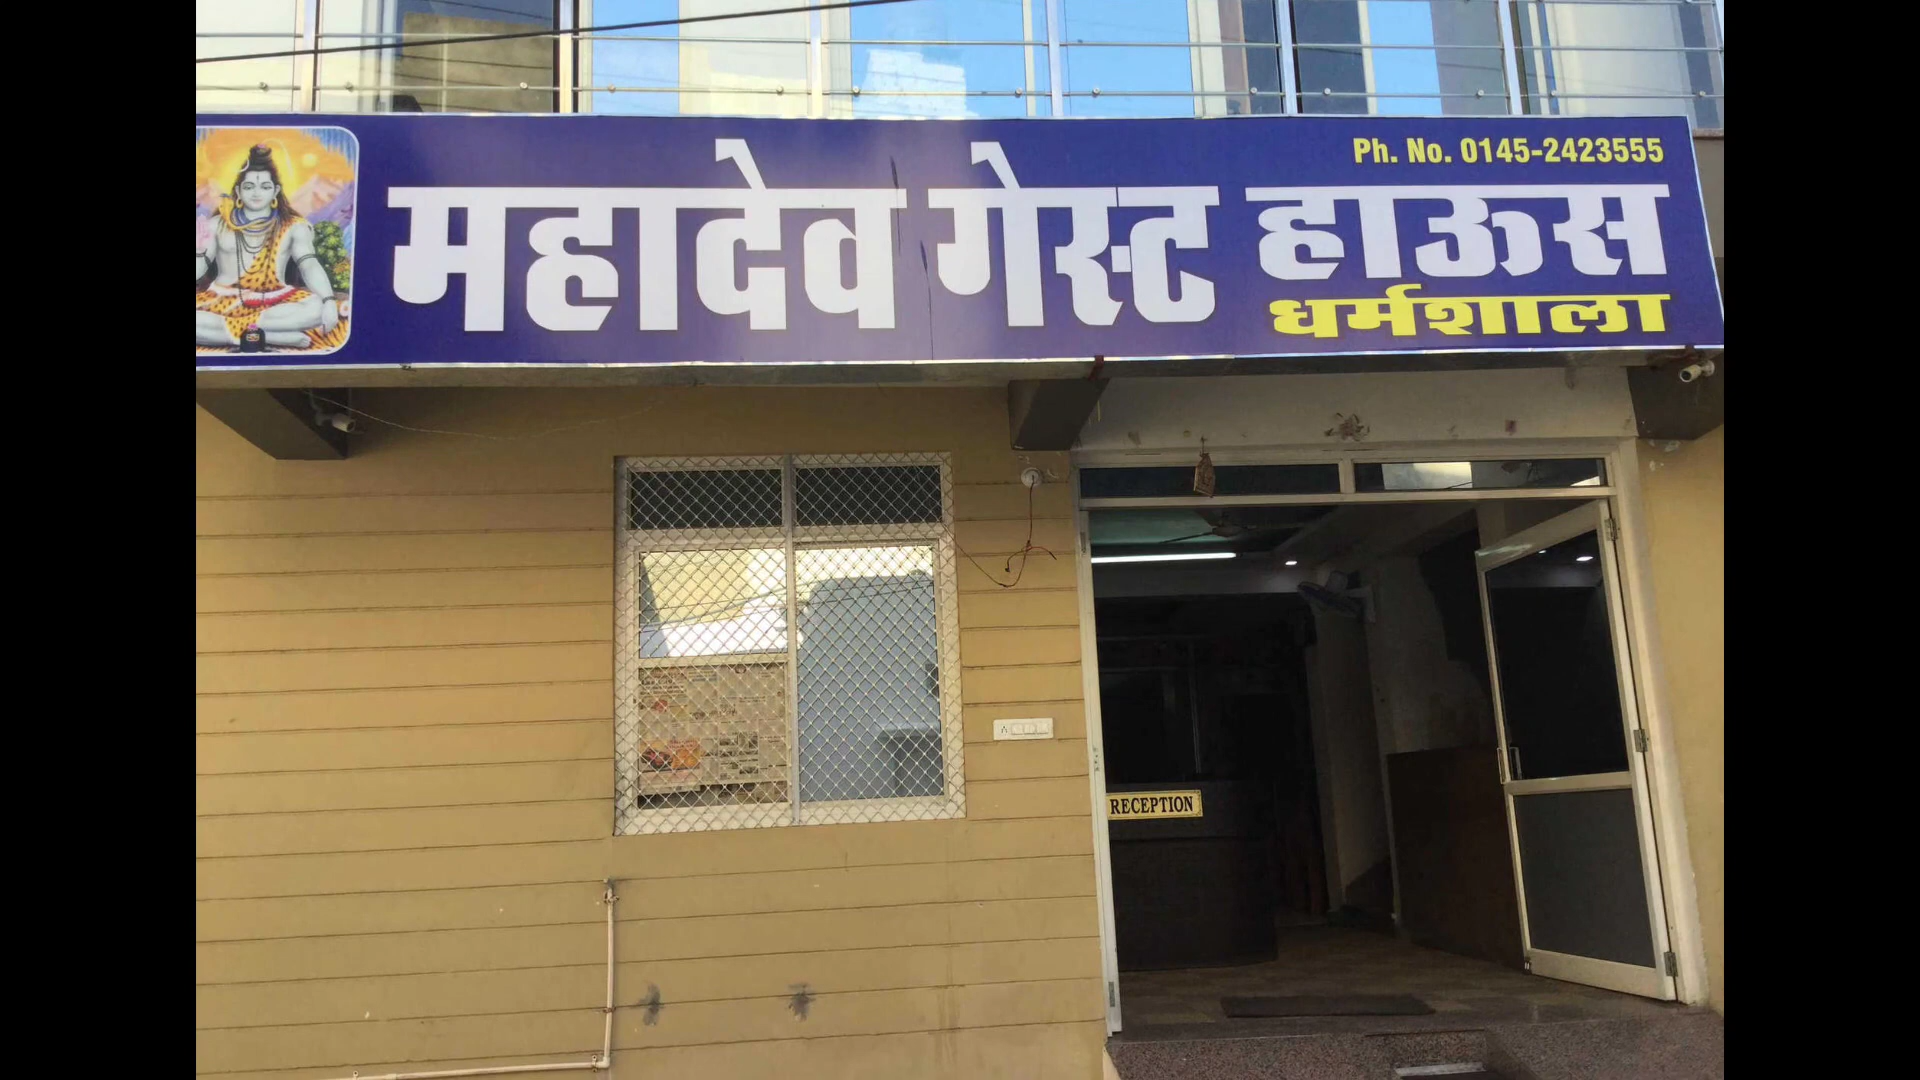 Ph. No. 0145-2423555
महादेव गेस्ट हाऊस
धर्मशाला
RECEPTION